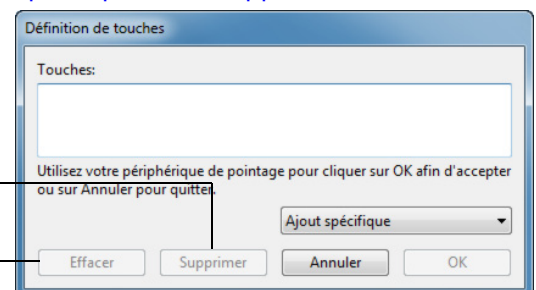 Définition de touches
Touches:
Utilisez votre périphérique de pointage pour cliquer sur OK afin d'accepter
ou sur Annuler pour quitter.
Ajout spécifique
Effacer Supprimer Annuler OK